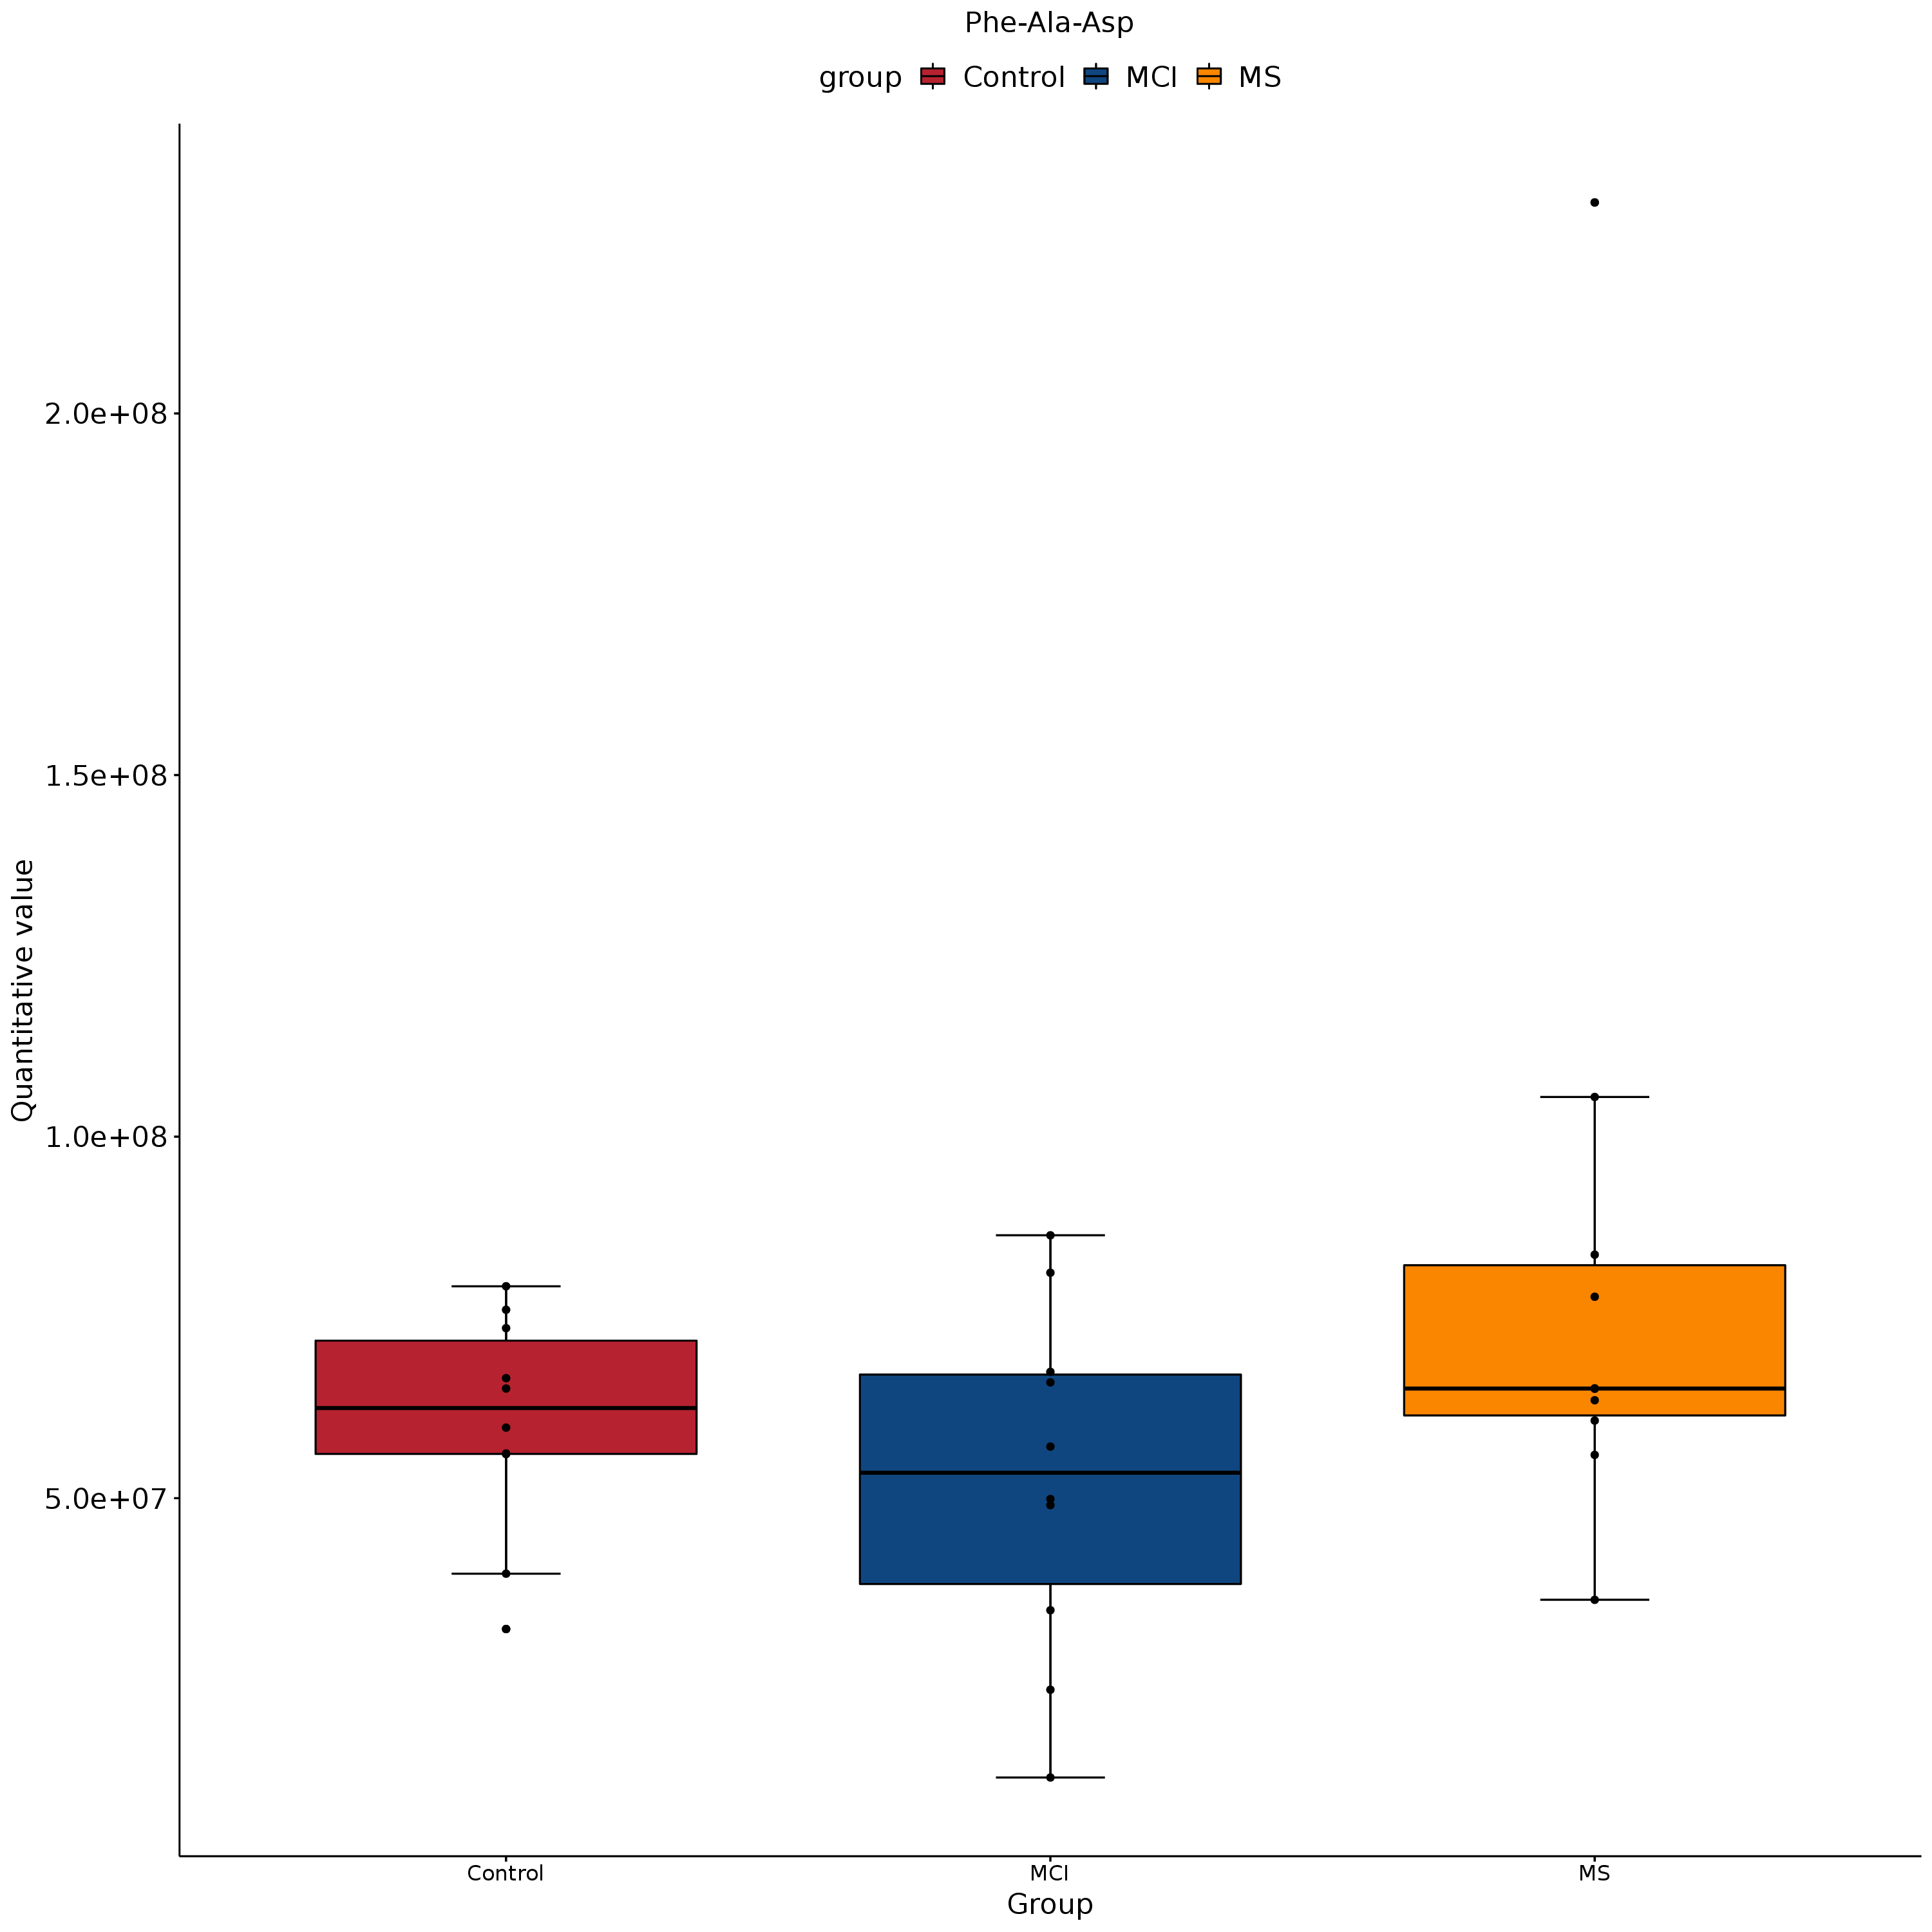 Phe-Ala-Asp
group Control MCI MS
Quantitative value
2.0e+08
1.5e+08
1.0e+08
5.0e+07
Control MCI MS
Group